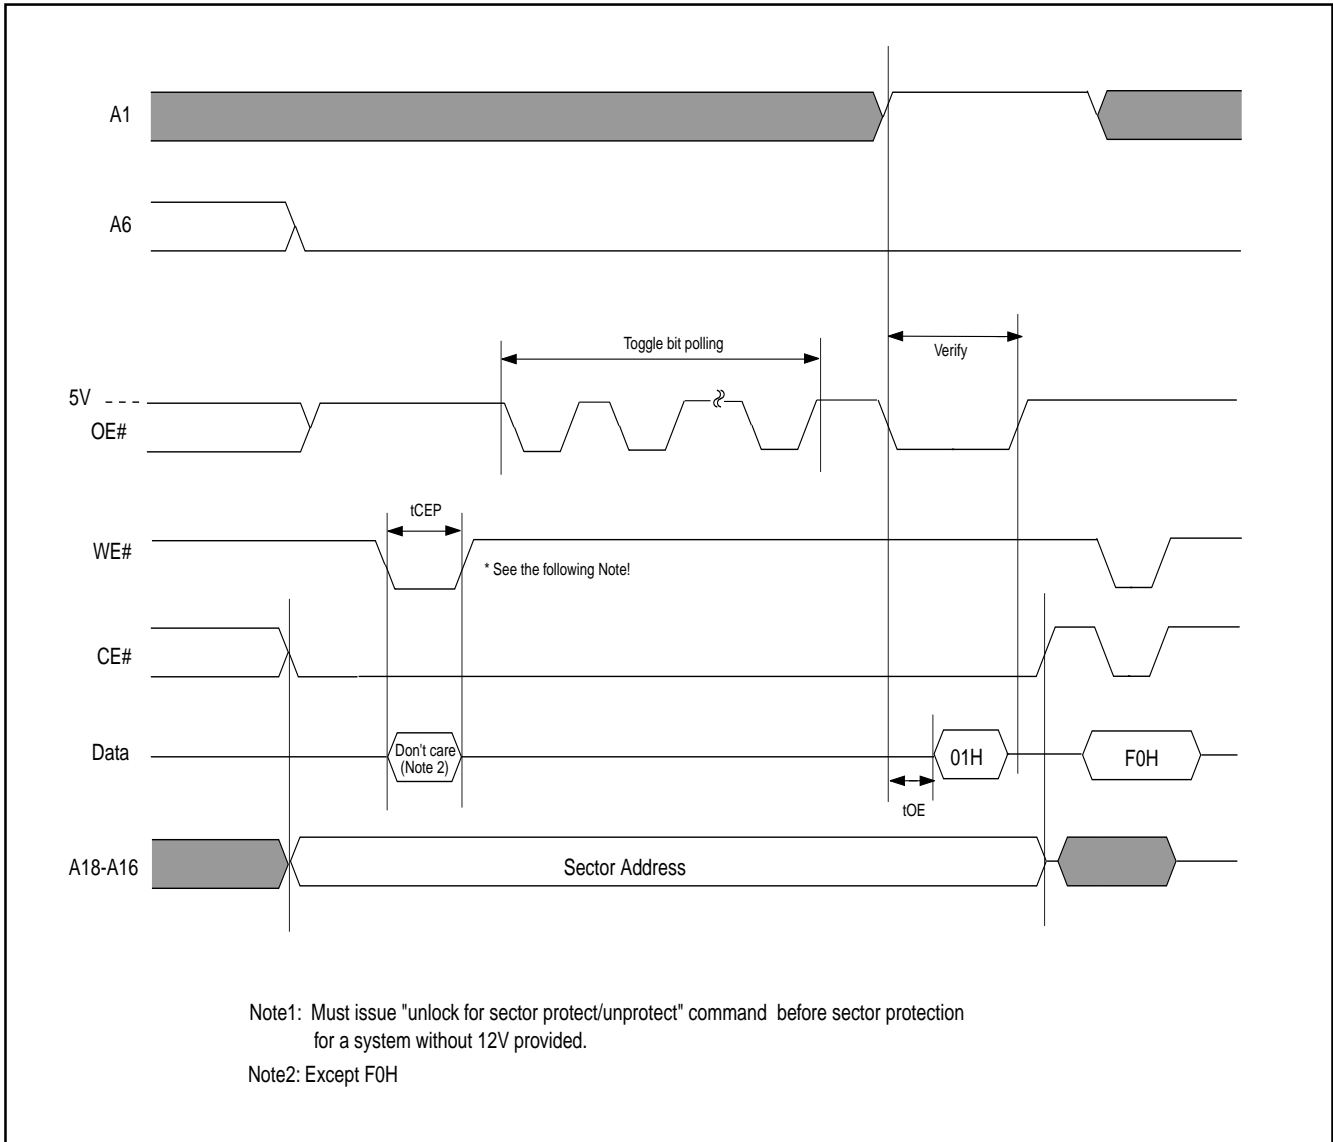 A1
A6
Toggle bit polling
Verify
5V
OE#
tCEP
WE#
* See the following Note!
CE#
Data
Don't care
(Note 2)
01H
F0H
tOE
A18-A16
Sector Address
Note1: Must issue "unlock for sector protect/unprotect" command before sector protection
for a system without 12V provided.
Note2: Except F0H